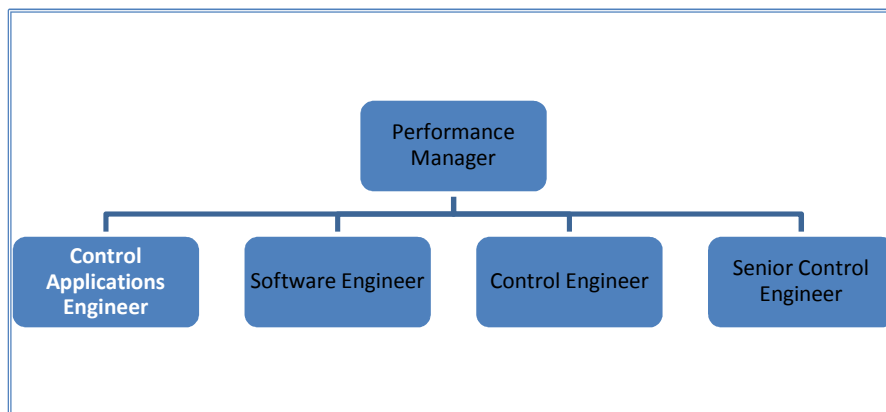 Performance
Manager
Control
Applications
Engineer
Software Engineer
Control Engineer
Senior Control
Engineer